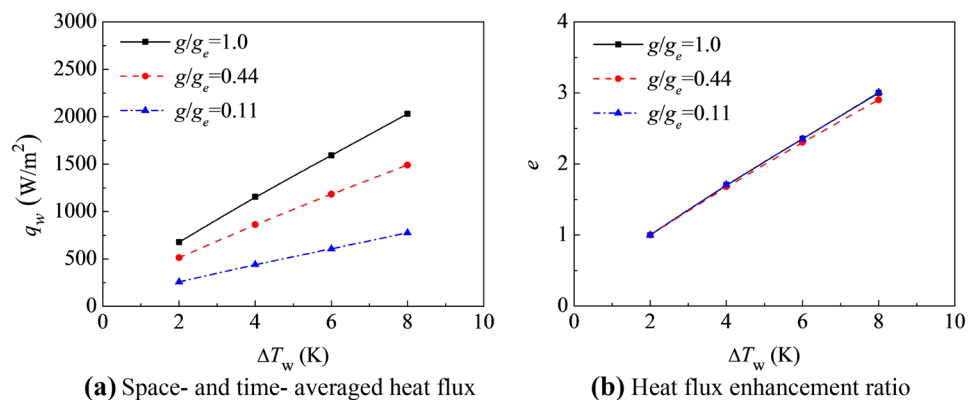 3000
2500
2000
1500
1000
500
0
q_w (W/m²)
g/g_e=1.0
g/g_e=0.44
g/g_e=0.11
0 2 4 6 8 10
ΔT_w (K)
(a) Space- and time- averaged heat flux
4
3
2
1
0
e
g/g_e=1.0
g/g_e=0.44
g/g_e=0.11
0 2 4 6 8 10
ΔT_w (K)
(b) Heat flux enhancement ratio